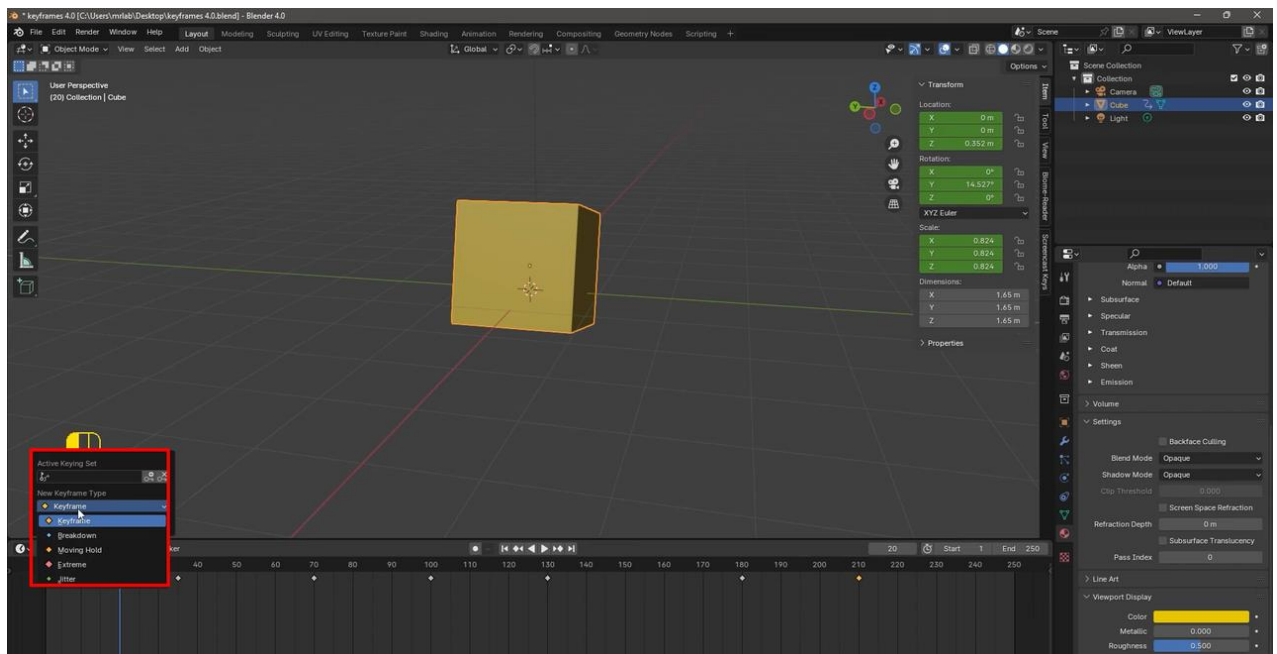 * keyframes 4.0 [C:\Users\mrlab\Desktop\keyframes 4.0.blend] - Blender 4.0
File Edit Render Window Help Layout Modeling Sculpting UV Editing Texture Paint Shading Animation Rendering Compositing Geometry Nodes Scripting + Scene ViewLayer
Object Mode View Select Add Object Global
Options
User Perspective
(20) Collection | Cube
Transform
Location:
X 0 m
Y 0 m
Z 0.352 m
Rotation:
X 0°
Y 14.527°
Z 0°
XYZ Euler
Scale:
X 0.824
Y 0.824
Z 0.824
Dimensions:
X 1.65 m
Y 1.65 m
Z 1.65 m
Properties
Item
Tool
View
Biome-Reader
Screencast Keys
Z
Y
Scene Collection
Collection
Camera
Cube
Light
Alpha 1.000
Normal Default
Subsurface
Specular
Transmission
Coat
Sheen
Emission
Volume
Settings
Backface Culling
Blend Mode Opaque
Shadow Mode Opaque
Clip Threshold 0.000
Screen Space Refraction
Refraction Depth 0 m
Subsurface Translucency
Pass Index 0
Line Art
Viewport Display
Color
Metallic 0.000
Roughness 0.500
Active Keying Set
New Keyframe Type
Keyframe
Keyframe
Breakdown
Moving Hold
Extreme
Jitter
ker 20 Start 1 End 250
40 50 60 70 80 90 100 110 120 130 140 150 160 170 180 190 200 210 220 230 240 250